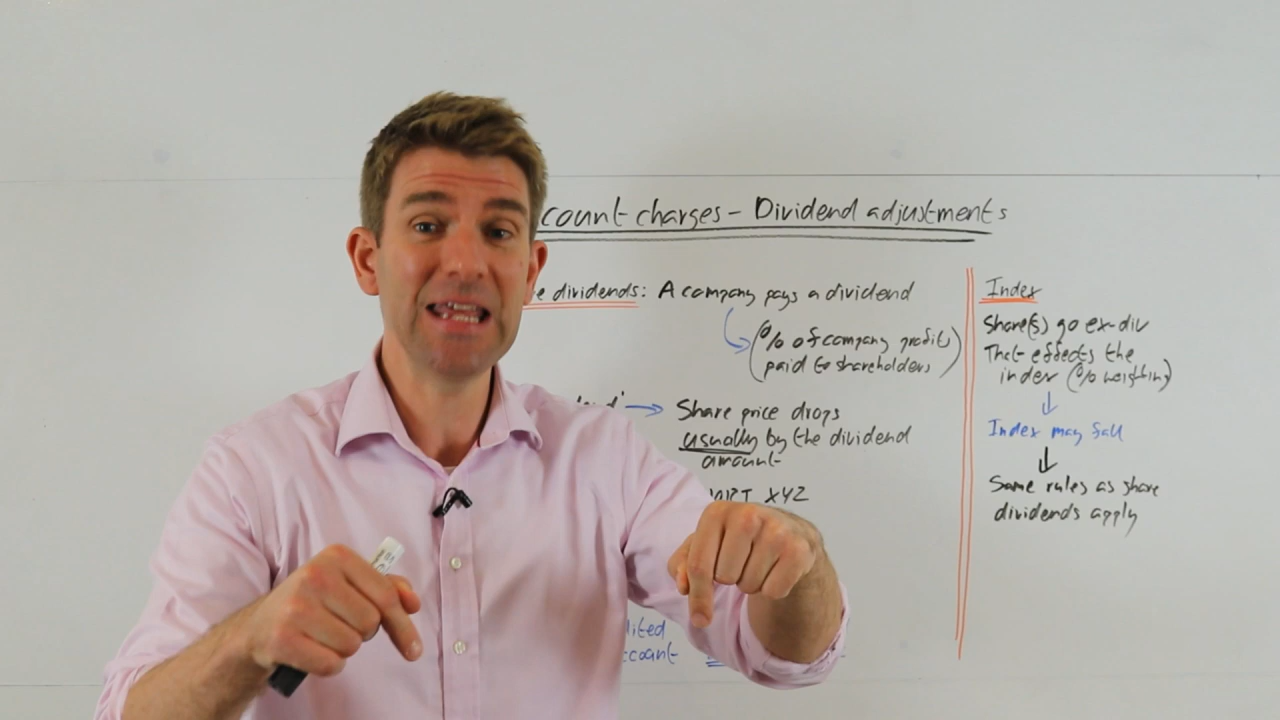 count charges - Dividend adjustments
e dividends: A company pays a dividend
(% of company profit
paid to shareholders)
Share price drops
usually by the dividend
amount
XYZ
lited
ccount
Index
Share(s) go ex-div
That effects the
index (% weighting)
Index may fall
Same rules as share
dividends apply